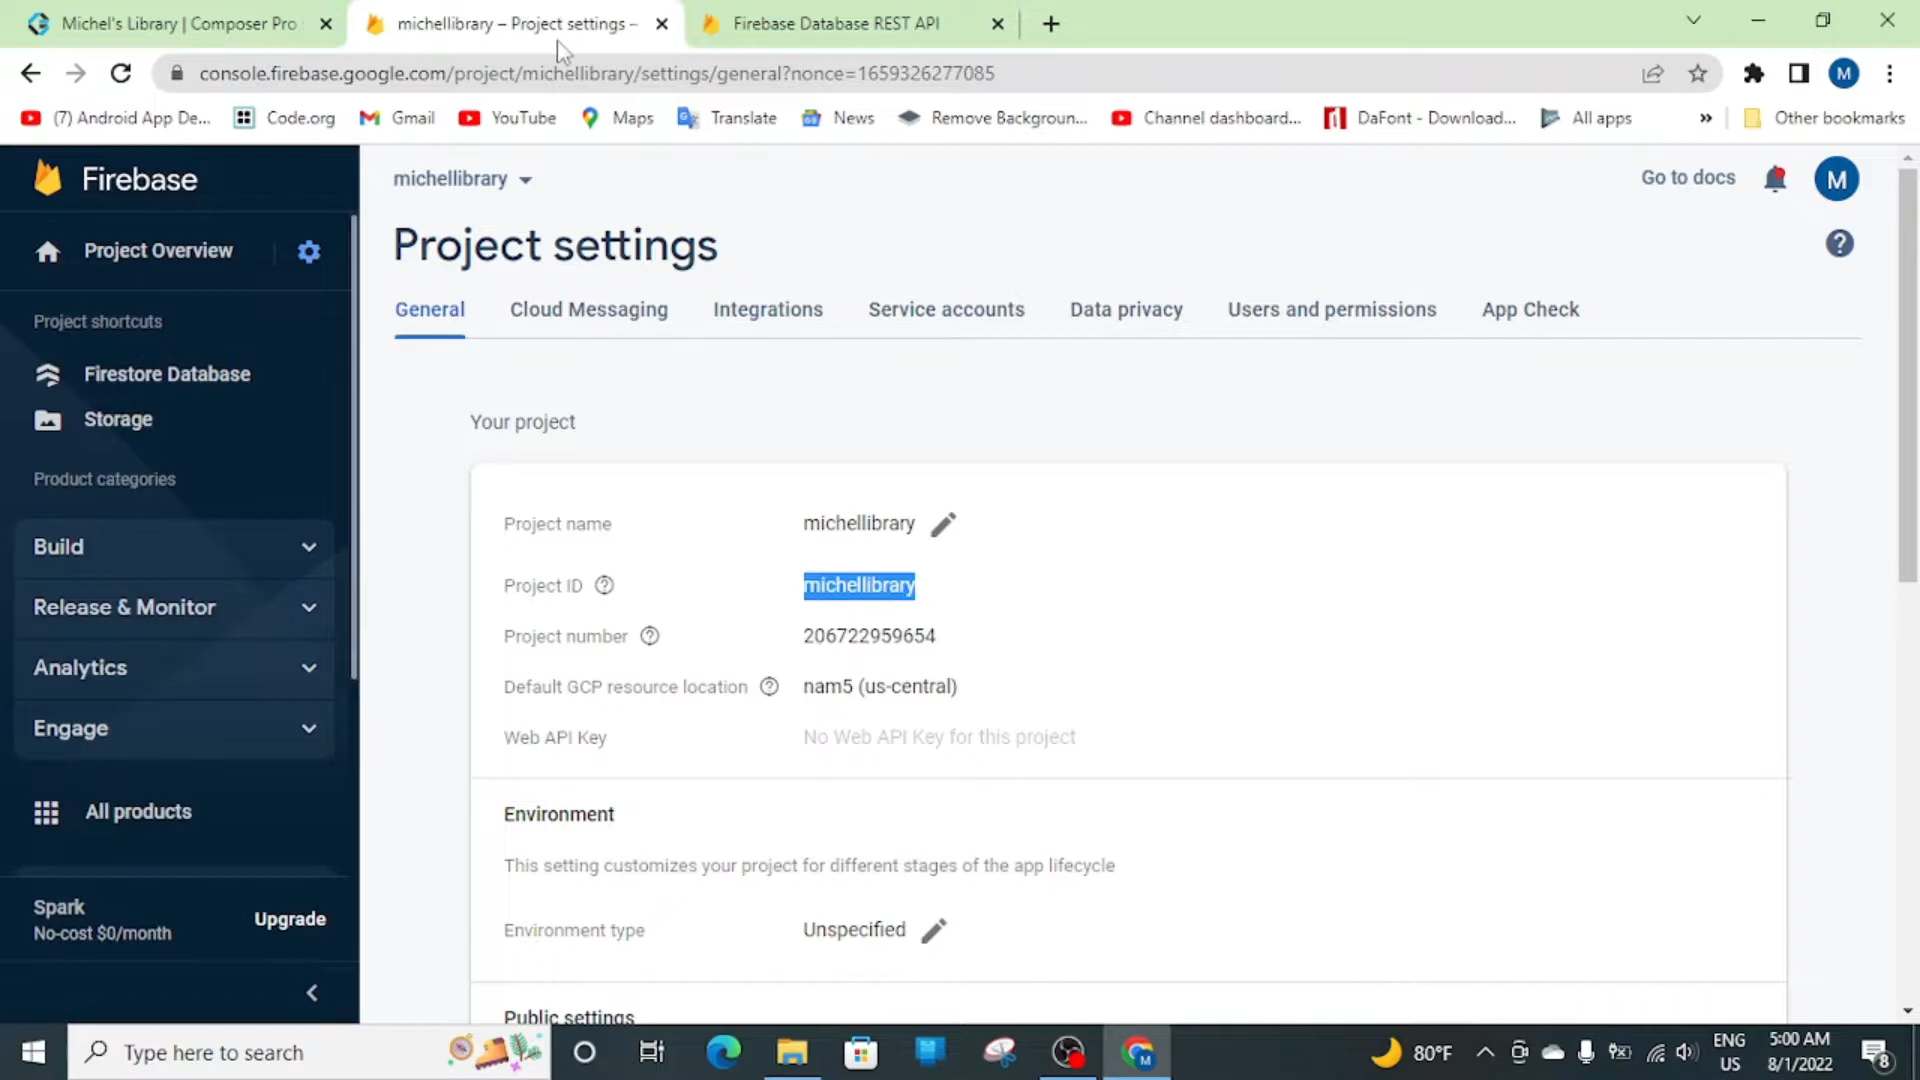 Michel's Library | Composer Pro
michellibrary – Project settings –
Firebase Database REST API
console.firebase.google.com/project/michellibrary/settings/general?nonce=1659326277085
M
(7) Android App De...
Code.org
Gmail
YouTube
Maps
Translate
News
Remove Backgroun...
Channel dashboard...
DaFont - Download...
All apps
»
Other bookmarks
Firebase
michellibrary
Go to docs
M
Project Overview
Project settings
?
Project shortcuts
General
Cloud Messaging
Integrations
Service accounts
Data privacy
Users and permissions
App Check
Firestore Database
Storage
Your project
Product categories
Project name
michellibrary
Build
Project ID ?
michellibrary
Release & Monitor
Project number ?
206722959654
Analytics
Default GCP resource location ?
nam5 (us-central)
Engage
Web API Key
No Web API Key for this project
All products
Environment
This setting customizes your project for different stages of the app lifecycle
Spark
No-cost $0/month
Upgrade
Environment type
Unspecified
Public settings
Type here to search
M
80°F
ENG
US
5:00 AM
8/1/2022
8